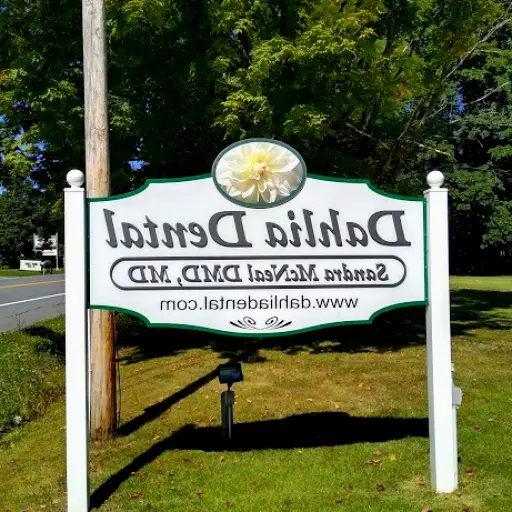 Dahlia Dental
Sandra McNeal DMD, MD
www.dahliadental.com